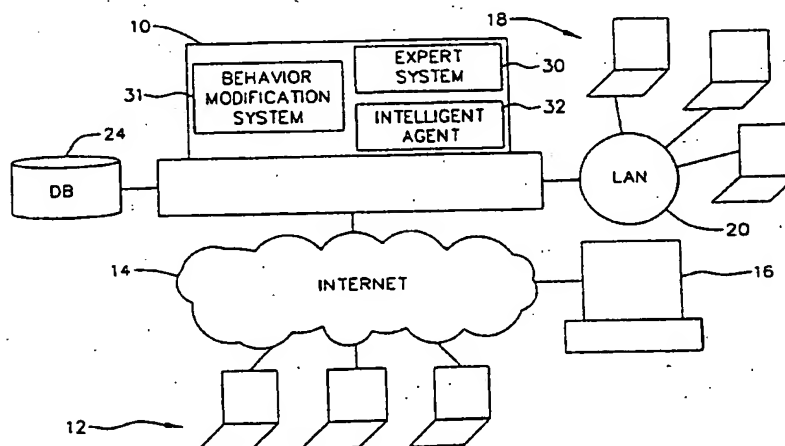 10
18
BEHAVIOR
MODIFICATION
SYSTEM
31
EXPERT
SYSTEM
30
INTELLIGENT
AGENT
32
24
DB
LAN
20
14
INTERNET
16
12